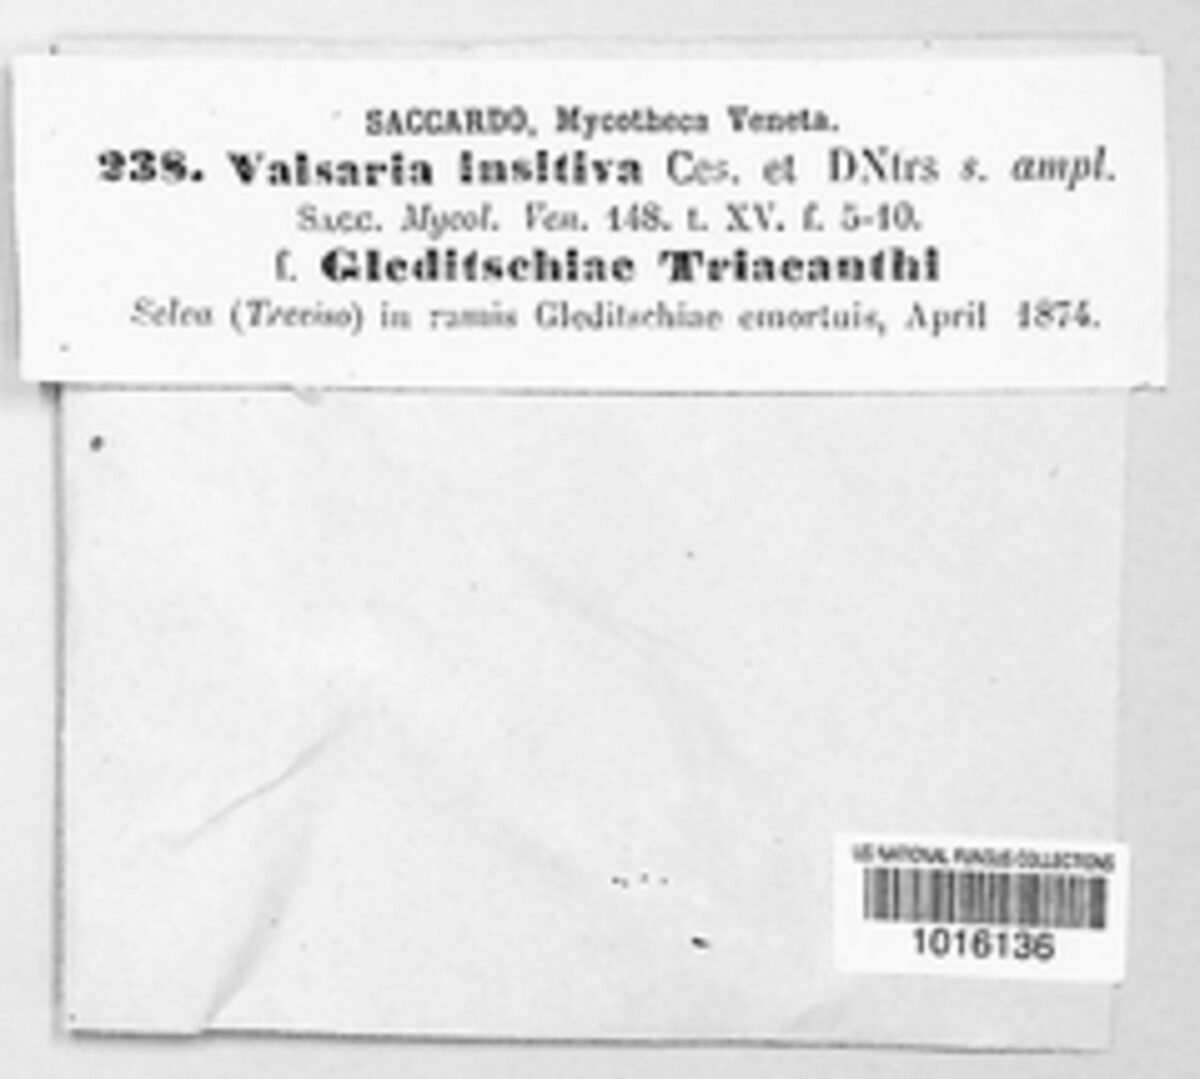 SACCARDO, Mycotheca Veneta.
238. Valsaria insitiva Ces. et DNtrs s. ampl.
SACC. Mycol. Ven. 148. t. XV. f. 5-10.
f. Gleditschiae Triacanthi
Selva (Treviso) in ramis Gleditschiae emortuis, April 1874.
US NATIONAL FUNGUS COLLECTIONS
1016136